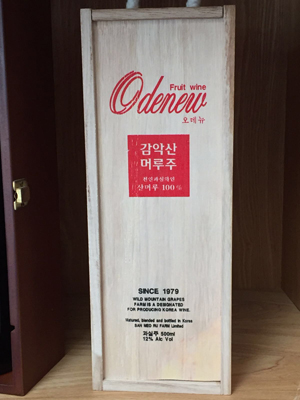 Fruit wine
Odenew
오데뉴
감악산
머루주
산머루 100%
SINCE 1979
WILD MOUNTAIN GRAPES
FARM IS A DESIGNATED
FOR PRODUCING KOREA WINE.
Matured, blended and bottled in Korea
SAN MEO RU FARM Limited
과실주 500ml
12% Alc Vol